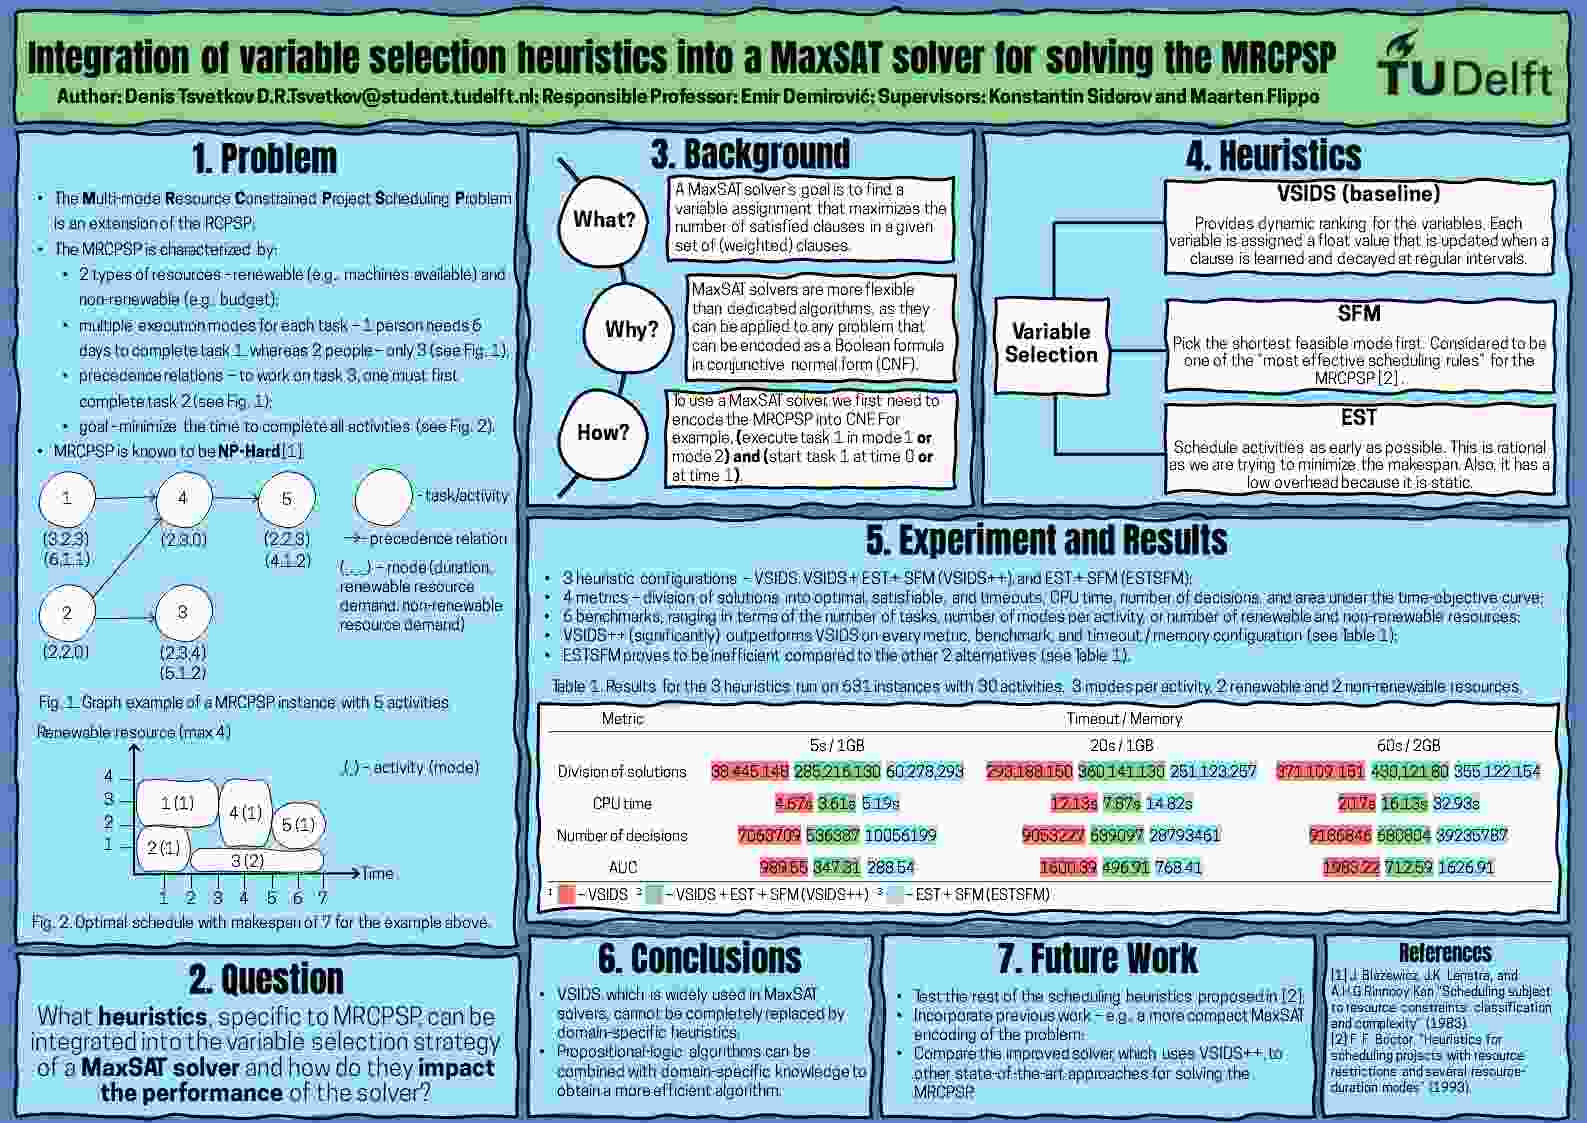 Integration of variable selection heuristics into a MaxSAT solver for solving the MRCPSP
TU Delft
Author: Denis Tsvetkov D.R.Tsvetkov@student.tudelft.nl; Responsible Professor: Emir Demirović; Supervisors: Konstantin Sidorov and Maarten Flippo
1. Problem
• The Multi-mode Resource Constrained Project Scheduling Problem
is an extension of the RCPSP;
• The MRCPSP is characterized by:
• 2 types of resources - renewable (e.g., machines available) and
non-renewable (e.g., budget);
• multiple execution modes for each task – 1 person needs 6
days to complete task 1, whereas 2 people – only 3 (see Fig. 1);
• precedence relations – to work on task 3, one must first
complete task 2 (see Fig. 1);
• goal - minimize the time to complete all activities (see Fig. 2).
• MRCPSP is known to be NP-Hard [1]
1
4
5
- task/activity
(3,2,3)
(6,1,1)
(2,3,0)
(2,2,3)
(4,1,2)
- precedence relation
(_,_,_) – mode (duration,
renewable resource
demand, non-renewable
resource demand)
2
3
(2,2,0)
(2,3,4)
(5,1,2)
Fig. 1. Graph example of a MRCPSP instance with 5 activities
Renewable resource (max 4)
_(_) – activity (mode)
4
3
2
1
1 (1)
4 (1)
5 (1)
2 (1)
3 (2)
Time
1 2 3 4 5 6 7
Fig. 2. Optimal schedule with makespan of 7 for the example above.
2. Question
What heuristics, specific to MRCPSP, can be
integrated into the variable selection strategy
of a MaxSAT solver and how do they impact
the performance of the solver?
3. Background
What?
A MaxSAT solver's goal is to find a
variable assignment that maximizes the
number of satisfied clauses in a given
set of (weighted) clauses.
Why?
MaxSAT solvers are more flexible
than dedicated algorithms, as they
can be applied to any problem that
can be encoded as a Boolean formula
in conjunctive normal form (CNF).
How?
To use a MaxSAT solver, we first need to
encode the MRCPSP into CNF. For
example, (execute task 1 in mode 1 or
mode 2) and (start task 1 at time 0 or
at time 1).
4. Heuristics
Variable
Selection
VSIDS (baseline)
Provides dynamic ranking for the variables. Each
variable is assigned a float value that is updated when a
clause is learned and decayed at regular intervals.
SFM
Pick the shortest feasible mode first. Considered to be
one of the "most effective scheduling rules" for the
MRCPSP [2].
EST
Schedule activities as early as possible. This is rational
as we are trying to minimize the makespan. Also, it has a
low overhead because it is static.
5. Experiment and Results
• 3 heuristic configurations – VSIDS, VSIDS + EST + SFM (VSIDS++), and EST + SFM (ESTSFM);
• 4 metrics – division of solutions into optimal, satisfiable, and timeouts, CPU time, number of decisions, and area under the time-objective curve;
• 6 benchmarks, ranging in terms of the number of tasks, number of modes per activity, or number of renewable and non-renewable resources;
• VSIDS++ (significantly) outperforms VSIDS on every metric, benchmark, and timeout / memory configuration (see Table 1);
• ESTSFM proves to be inefficient compared to the other 2 alternatives (see Table 1).
Table 1. Results for the 3 heuristics run on 631 instances with 30 activities, 3 modes per activity, 2 renewable and 2 non-renewable resources.
Metric Timeout / Memory
5s / 1GB 20s / 1GB 60s / 2GB
Division of solutions 38,445,148 285,216,130 60,278,293 293,188,150 360,141,130 251,123,257 371,109,151 430,121,80 355,122,154
CPU time 4.67s 3.61s 5.19s 12.13s 7.87s 14.82s 20.7s 16.13s 32.93s
Number of decisions 7063709 536387 10056199 9053227 639097 28793461 9186846 680804 39235787
AUC 989.55 347.31 288.54 1600.39 496.91 768.41 1983.22 712.59 1626.91
1 – VSIDS 2 – VSIDS + EST + SFM (VSIDS++) 3 – EST + SFM (ESTSFM)
6. Conclusions
• VSIDS, which is widely used in MaxSAT
solvers, cannot be completely replaced by
domain-specific heuristics;
• Propositional-logic algorithms can be
combined with domain-specific knowledge to
obtain a more efficient algorithm.
7. Future Work
• Test the rest of the scheduling heuristics proposed in [2];
• Incorporate previous work – e.g., a more compact MaxSAT
encoding of the problem;
• Compare the improved solver, which uses VSIDS++, to
other state-of-the-art approaches for solving the
MRCPSP.
References
[1] J. Blazewicz, J.K. Lenstra, and
A.H.G.Rinnooy Kan "Scheduling subject
to resource constraints: classification
and complexity" (1983).
[2] F. F. Boctor, "Heuristics for
scheduling projects with resource
restrictions and several resource-
duration modes" (1993).